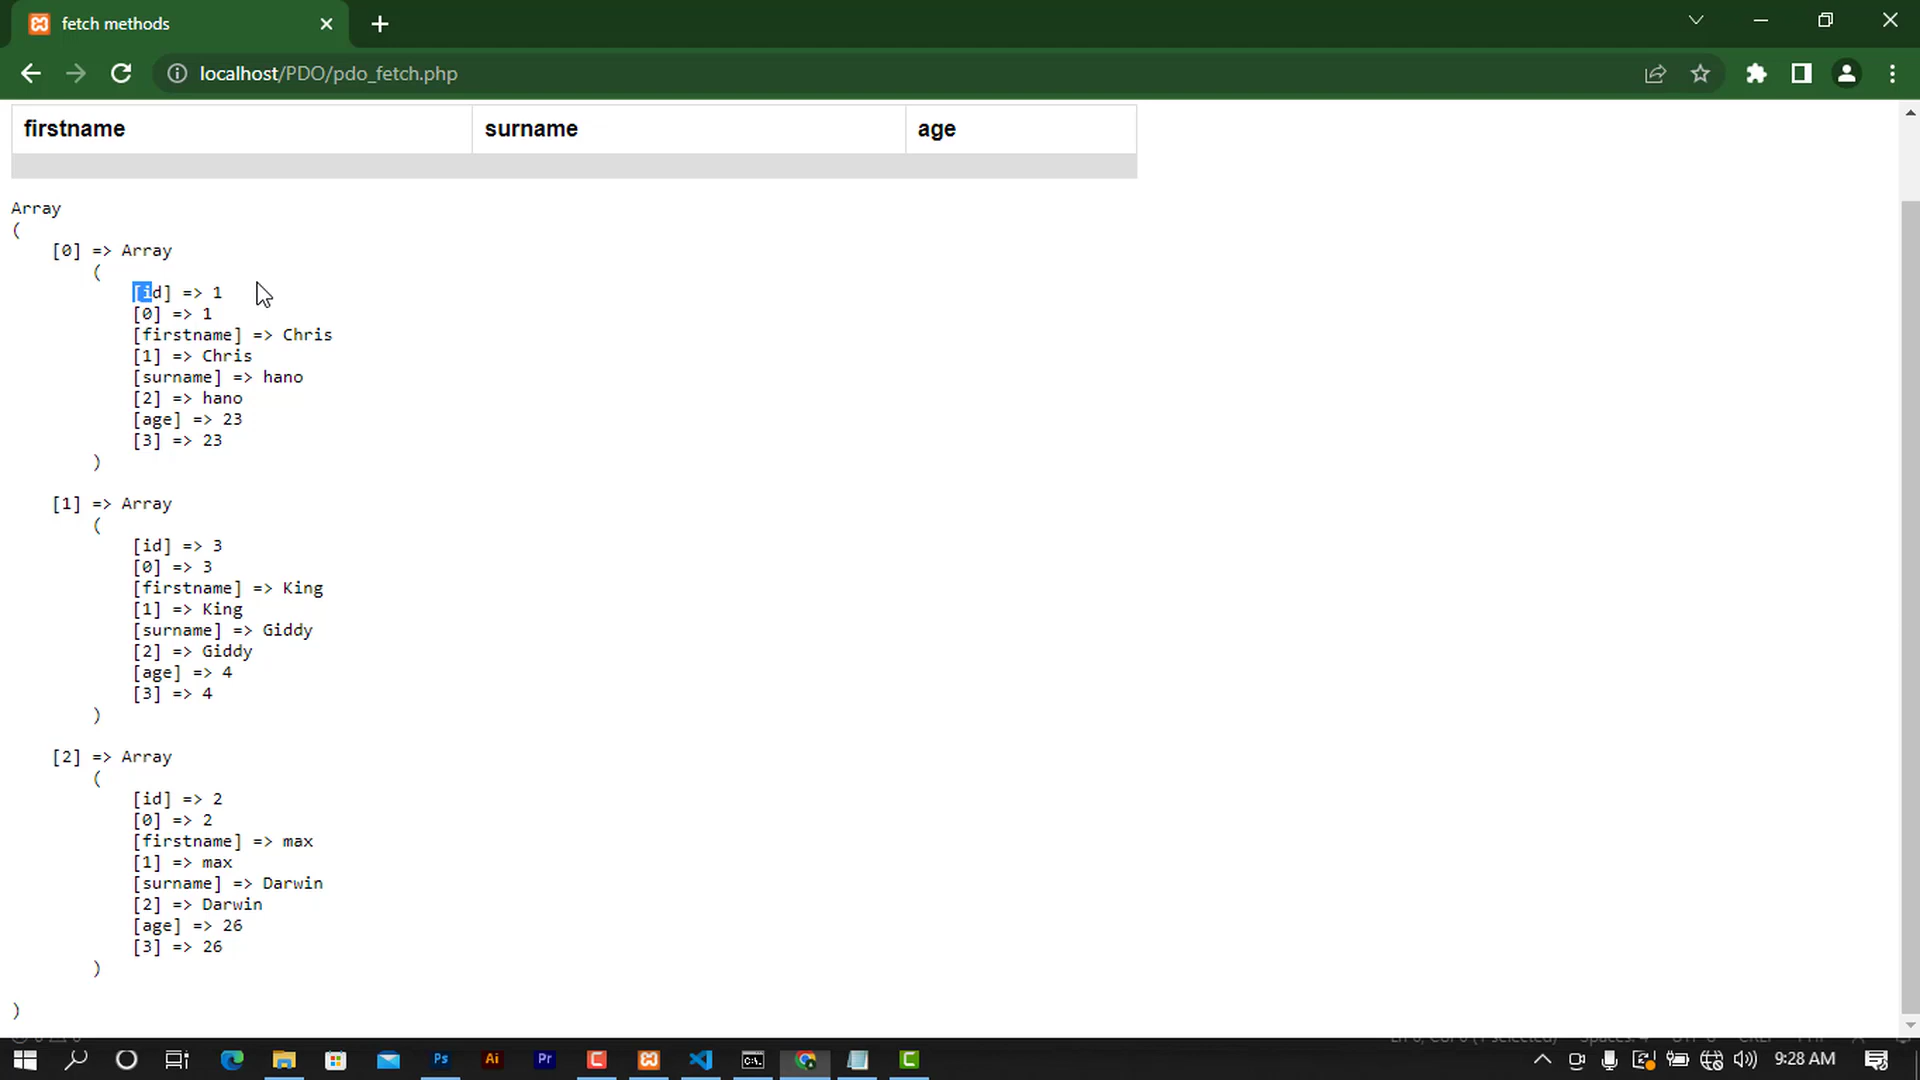 fetch methods
localhost/PDO/pdo_fetch.php
firstname surname age
Array
(
[0] => Array
(
[id] => 1
[0] => 1
[firstname] => Chris
[1] => Chris
[surname] => hano
[2] => hano
[age] => 23
[3] => 23
)
[1] => Array
(
[id] => 3
[0] => 3
[firstname] => King
[1] => King
[surname] => Giddy
[2] => Giddy
[age] => 4
[3] => 4
)
[2] => Array
(
[id] => 2
[0] => 2
[firstname] => max
[1] => max
[surname] => Darwin
[2] => Darwin
[age] => 26
[3] => 26
)
)
Ps Ai Pr C C
9:28 AM